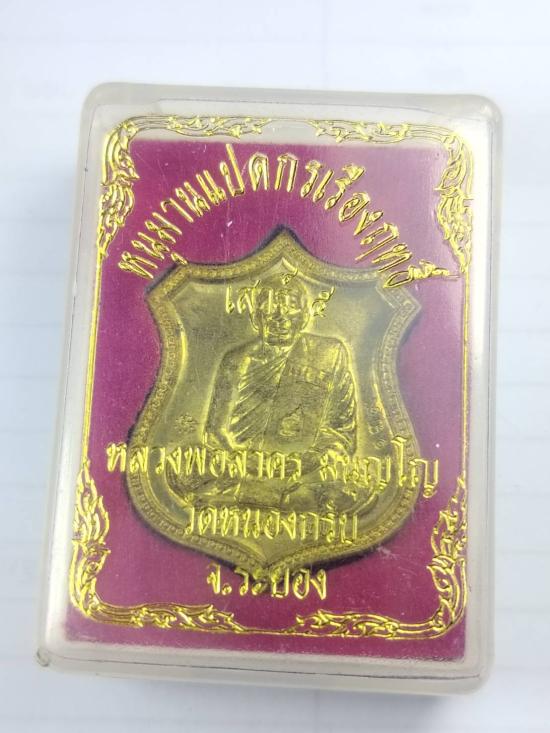 หนุมานแปดกรเรืองฤทธิ์
เสาร์ ๕
หลวงพ่อสาคร มนุญฺโญ
วัดหนองกรับ
จ.ระยอง